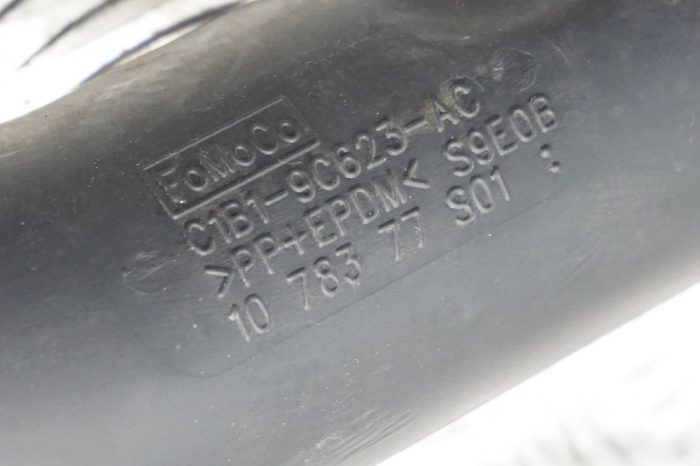 FoMoCo
C1B1-9C623-AC
>PP+EPDM< S9E0B
10 783 77 S01